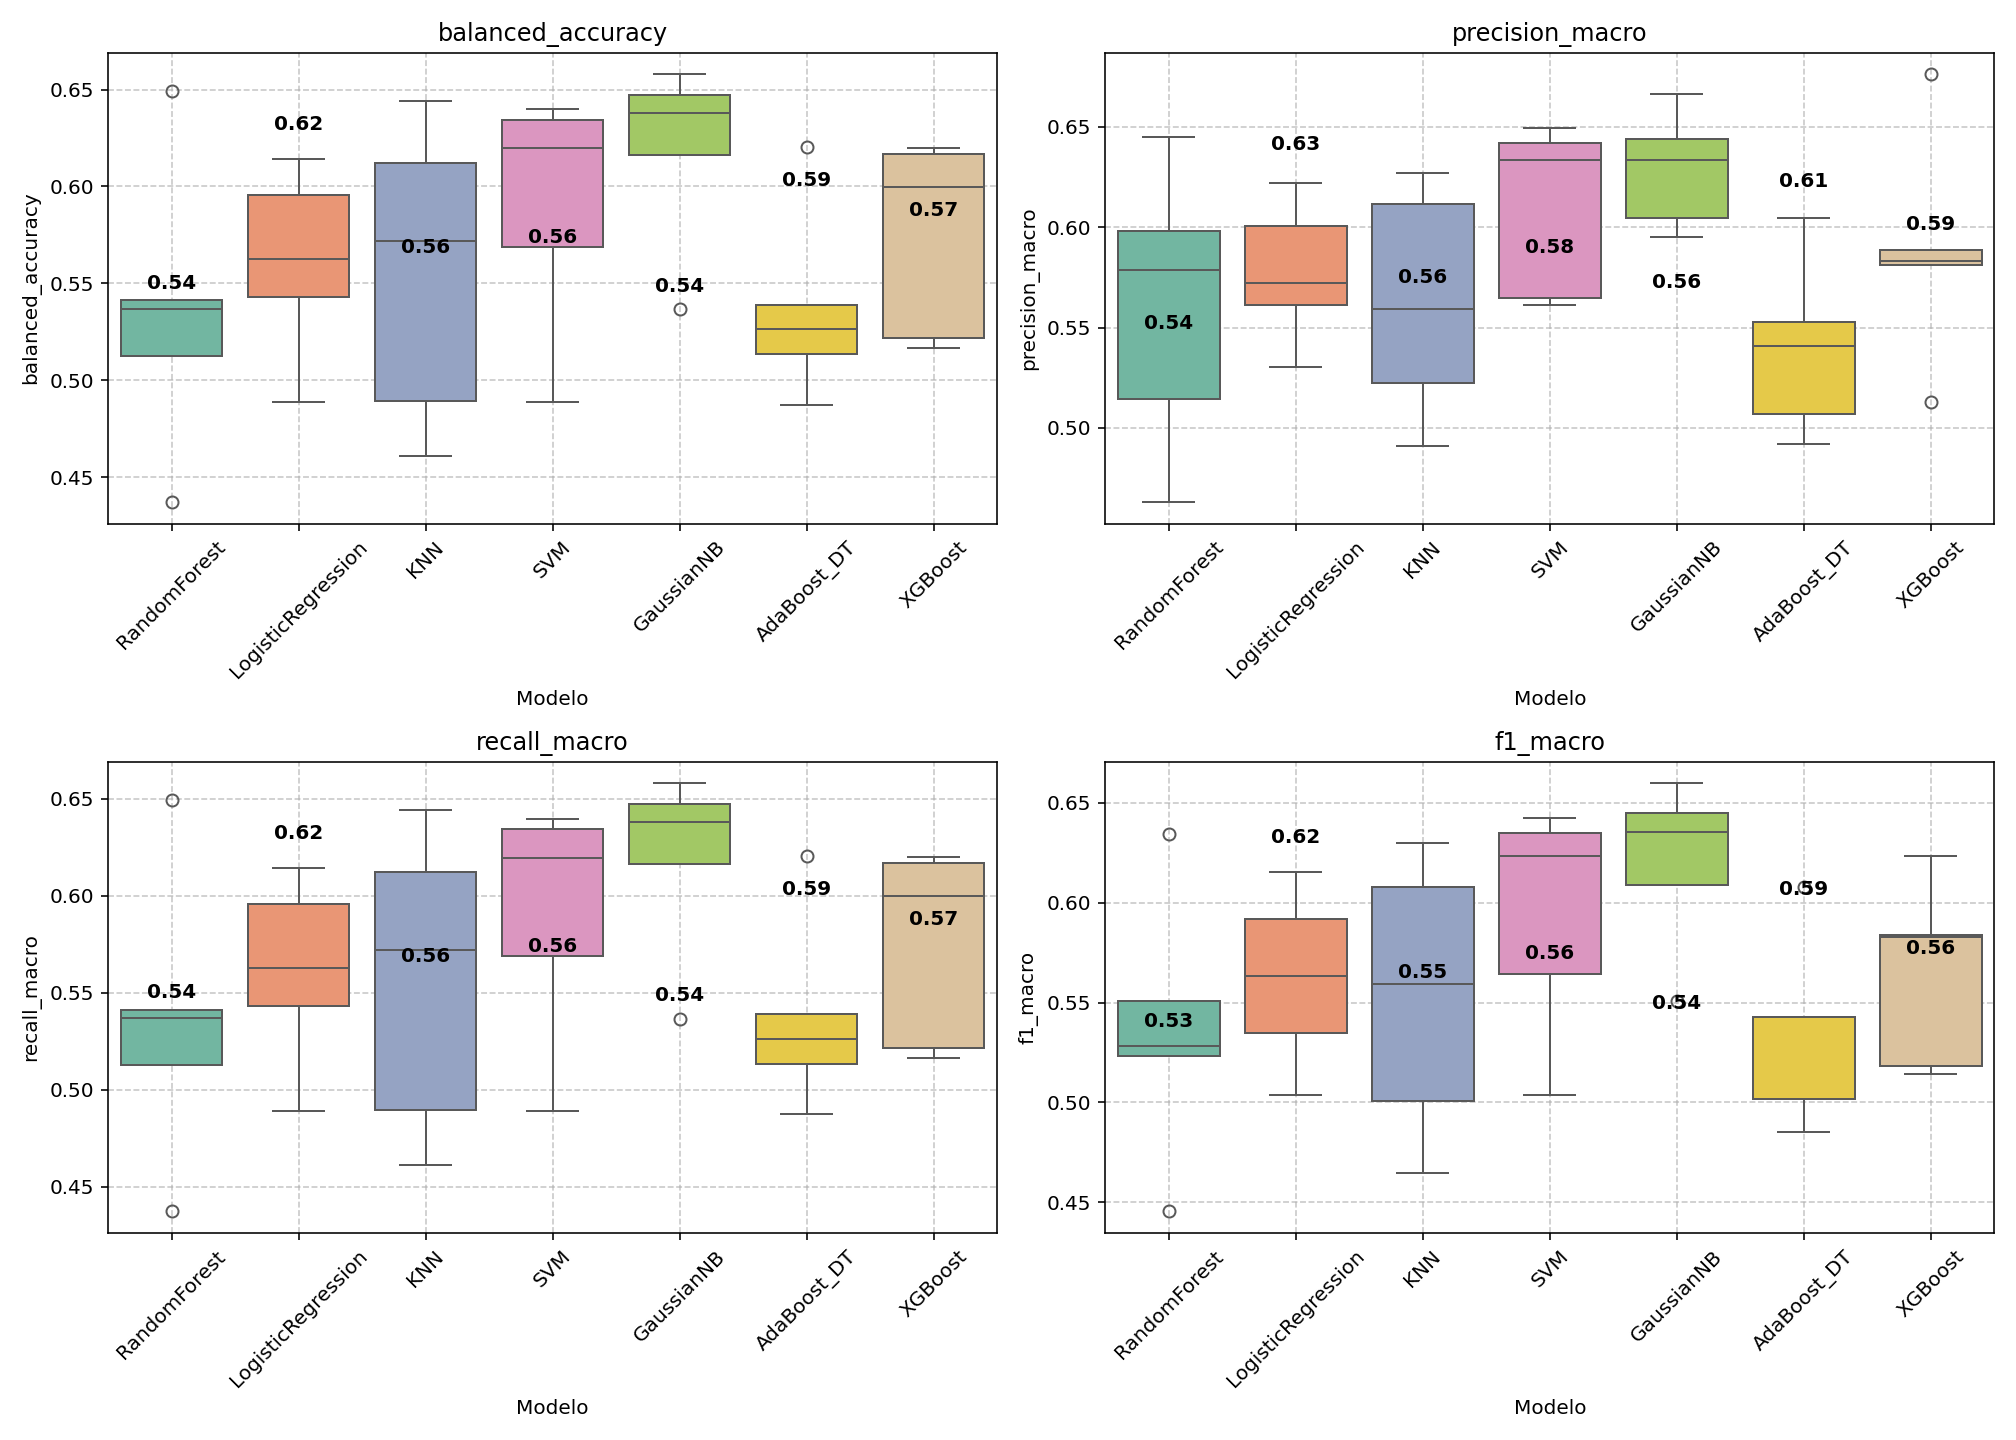 balanced_accuracy
balanced_accuracy
0.65
0.60
0.55
0.50
0.45
0.54
0.62
0.56
0.56
0.54
0.59
0.57
RandomForest
LogisticRegression
KNN
SVM
GaussianNB
AdaBoost_DT
XGBoost
Modelo
precision_macro
precision_macro
0.65
0.60
0.55
0.50
0.54
0.63
0.56
0.58
0.56
0.61
0.59
RandomForest
LogisticRegression
KNN
SVM
GaussianNB
AdaBoost_DT
XGBoost
Modelo
recall_macro
recall_macro
0.65
0.60
0.55
0.50
0.45
0.54
0.62
0.56
0.56
0.54
0.59
0.57
RandomForest
LogisticRegression
KNN
SVM
GaussianNB
AdaBoost_DT
XGBoost
Modelo
f1_macro
f1_macro
0.65
0.60
0.55
0.50
0.45
0.53
0.62
0.55
0.56
0.54
0.59
0.56
RandomForest
LogisticRegression
KNN
SVM
GaussianNB
AdaBoost_DT
XGBoost
Modelo